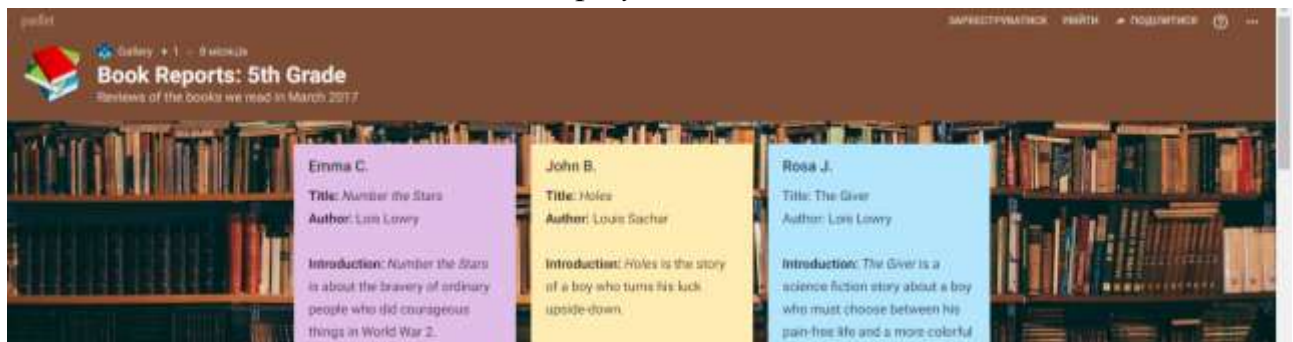 padlet
ЗАРЕЄСТРУВАТИСЯ УВІЙТИ ПОДІЛИТИСЯ
Gallery + 1 • 9 місяців
Book Reports: 5th Grade
Reviews of the books we read in March 2017
Emma C.
Title: Number the Stars
Author: Lois Lowry
Introduction: Number the Stars
is about the bravery of ordinary
people who did courageous
things in World War 2.
John B.
Title: Holes
Author: Louis Sachar
Introduction: Holes is the story
of a boy who turns his luck
upside-down.
Rosa J.
Title: The Giver
Author: Lois Lowry
Introduction: The Giver is a
science fiction story about a boy
who must choose between his
pain-free life and a more colorful